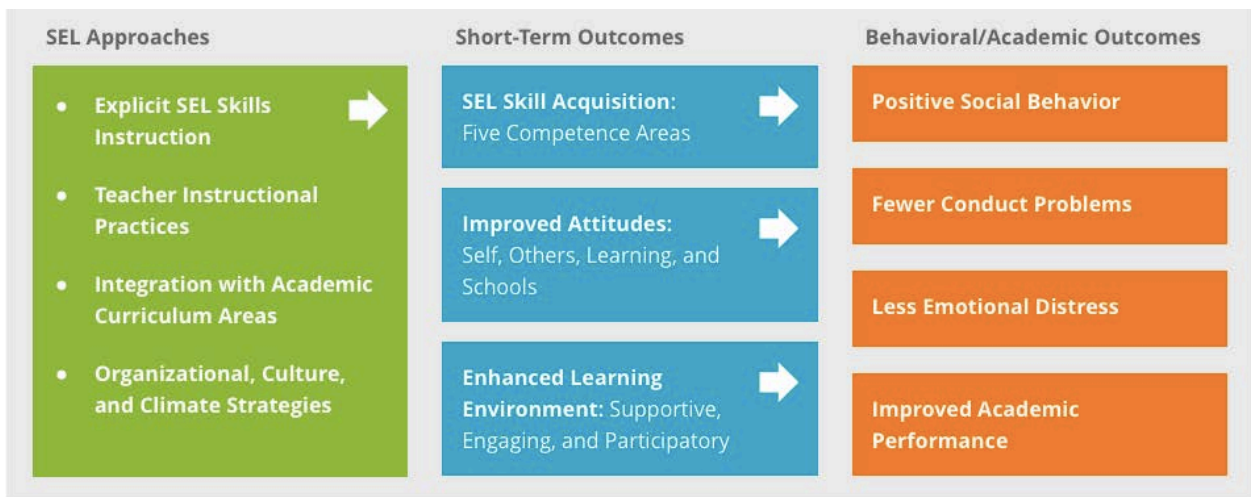 SEL Approaches
• Explicit SEL Skills
Instruction
• Teacher Instructional
Practices
• Integration with Academic
Curriculum Areas
• Organizational, Culture,
and Climate Strategies
Short-Term Outcomes
SEL Skill Acquisition:
Five Competence Areas
Improved Attitudes:
Self, Others, Learning, and
Schools
Enhanced Learning
Environment: Supportive,
Engaging, and Participatory
Behavioral/Academic Outcomes
Positive Social Behavior
Fewer Conduct Problems
Less Emotional Distress
Improved Academic
Performance